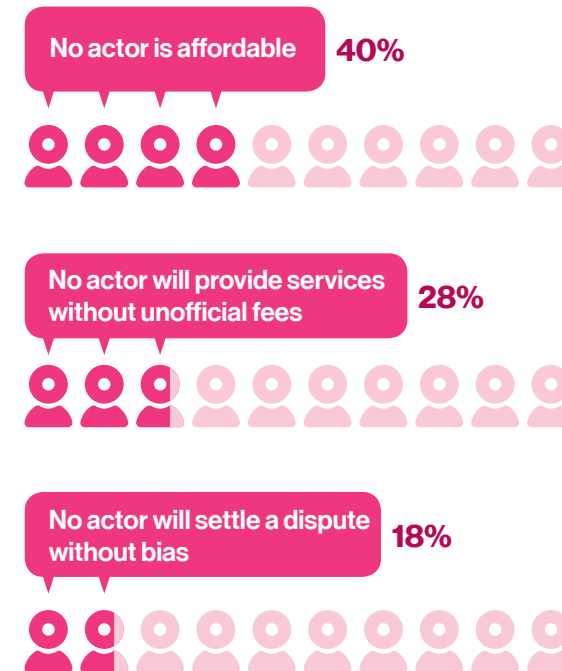 No actor is affordable
40%
No actor will provide services
without unofficial fees
28%
No actor will settle a dispute
without bias
18%